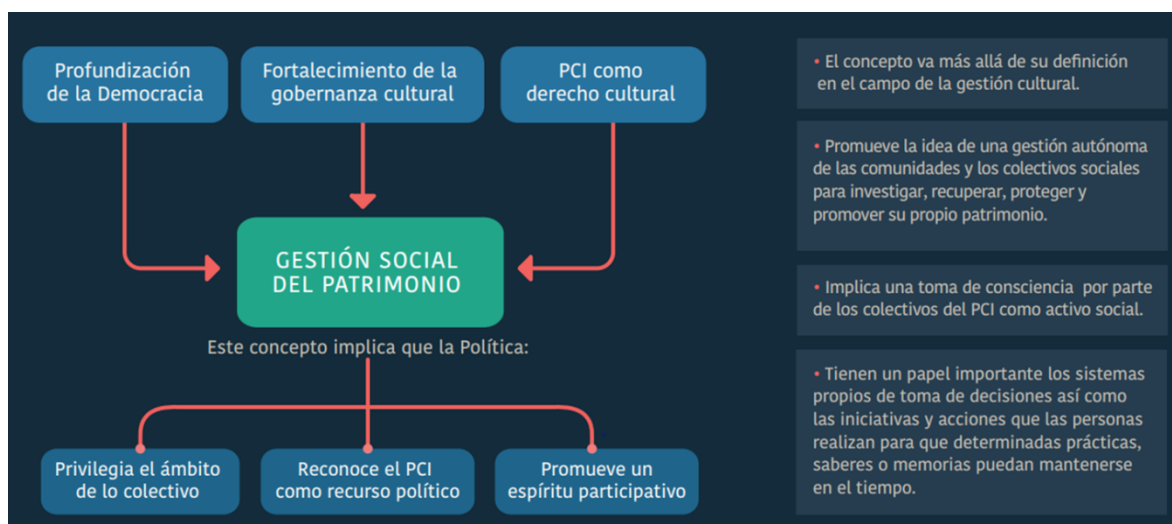 Profundización
de la Democracia
Fortalecimiento de la
gobernanza cultural
PCI como
derecho cultural
GESTIÓN SOCIAL
DEL PATRIMONIO
Este concepto implica que la Política:
Privilegia el ámbito
de lo colectivo
Reconoce el PCI
como recurso político
Promueve un
espíritu participativo
• El concepto va más allá de su definición
en el campo de la gestión cultural.
• Promueve la idea de una gestión autónoma
de las comunidades y los colectivos sociales
para investigar, recuperar, proteger y
promover su propio patrimonio.
• Implica una toma de consciencia por parte
de los colectivos del PCI como activo social.
• Tienen un papel importante los sistemas
propios de toma de decisiones así como
las iniciativas y acciones que las personas
realizan para que determinadas prácticas,
saberes o memorias puedan mantenerse
en el tiempo.